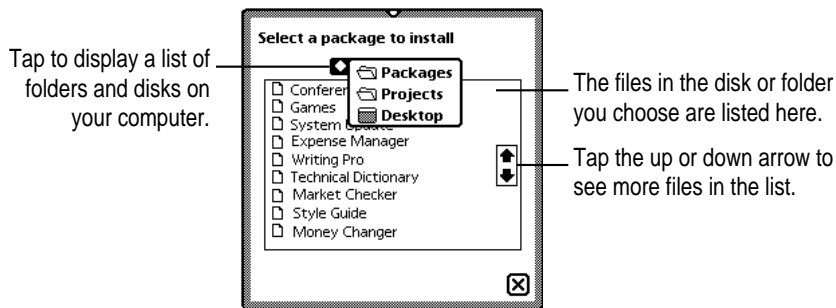 Select a package to install
Tap to display a list of
folders and disks on
your computer.
Packages
Projects
Desktop
Games
System
Expense Manager
Writing Pro
Technical Dictionary
Market Checker
Style Guide
Money Changer
The files in the disk or folder
you choose are listed here.
Tap the up or down arrow to
see more files in the list.